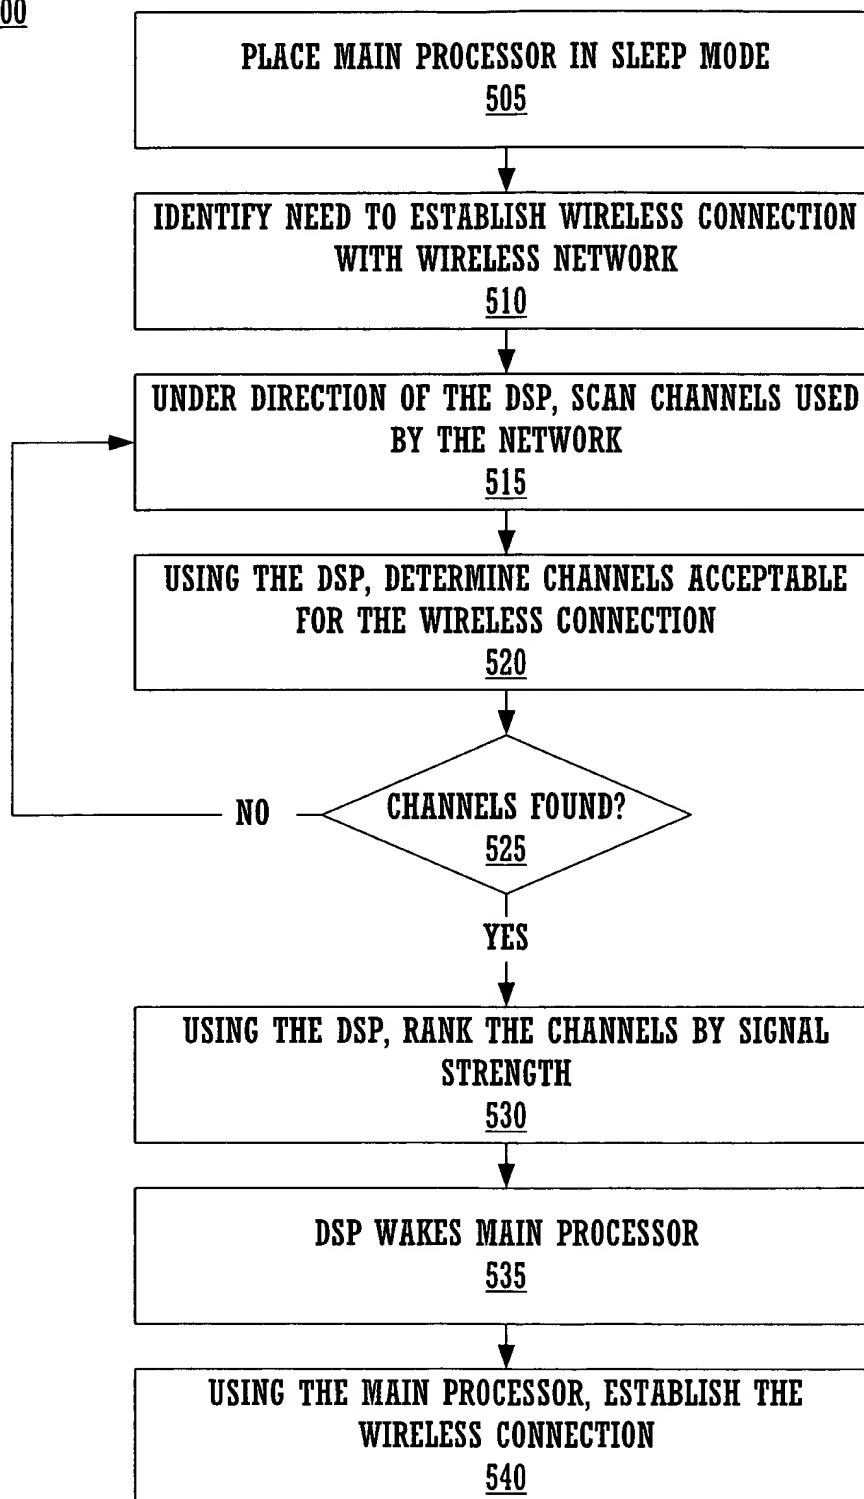 00
PLACE MAIN PROCESSOR IN SLEEP MODE
505
IDENTIFY NEED TO ESTABLISH WIRELESS CONNECTION
WITH WIRELESS NETWORK
510
UNDER DIRECTION OF THE DSP, SCAN CHANNELS USED
BY THE NETWORK
515
USING THE DSP, DETERMINE CHANNELS ACCEPTABLE
FOR THE WIRELESS CONNECTION
520
CHANNELS FOUND?
525
NO
YES
USING THE DSP, RANK THE CHANNELS BY SIGNAL
STRENGTH
530
DSP WAKES MAIN PROCESSOR
535
USING THE MAIN PROCESSOR, ESTABLISH THE
WIRELESS CONNECTION
540